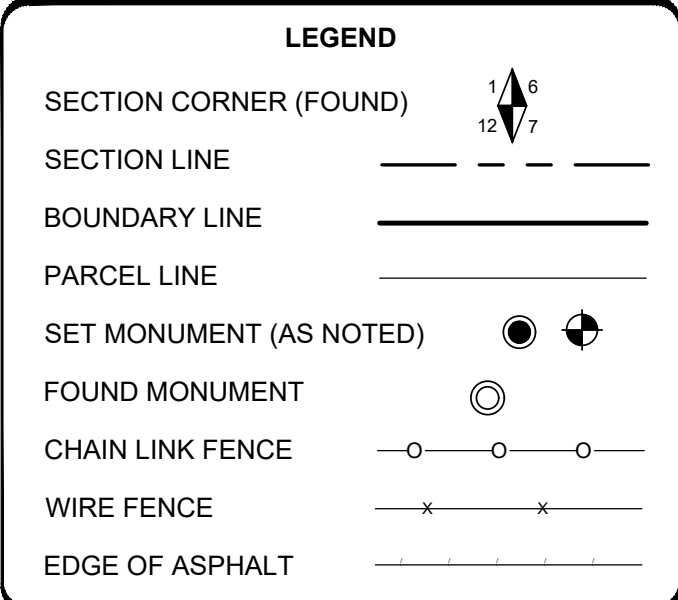 LEGEND
SECTION CORNER (FOUND) 1 6
12 7
SECTION LINE
BOUNDARY LINE
PARCEL LINE
SET MONUMENT (AS NOTED)
FOUND MONUMENT
CHAIN LINK FENCE O O O
WIRE FENCE x x
EDGE OF ASPHALT